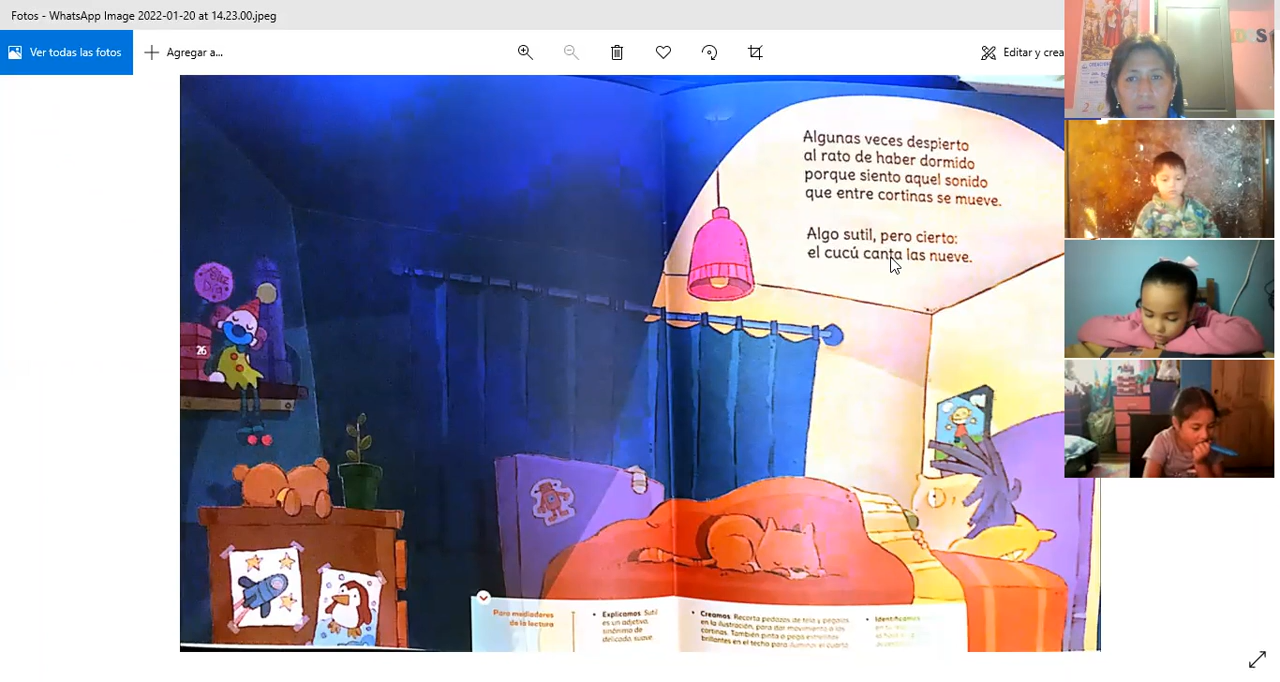 Fotos - WhatsApp Image 2022-01-20 at 14.23.00.jpeg
Ver todas las fotos
Agregar a...
Editar y crea
Algunas veces despierto
al rato de haber dormido
porque siento aquel sonido
que entre cortinas se mueve.
Algo sutil, pero cierto:
el cucú canta las nueve.
Feliz
Día
26
Para mediadores
de la lectura
• Explicamos. Sutil
es un adjetivo,
sinónimo de
delicado, suave.
• Creamos. Recorta pedazos de tela y pégalos
en la ilustración, para dar movimiento a las
cortinas. También pinta o pega estrellitas
brillantes en el techo para iluminar el cuarto.
• Identificamos